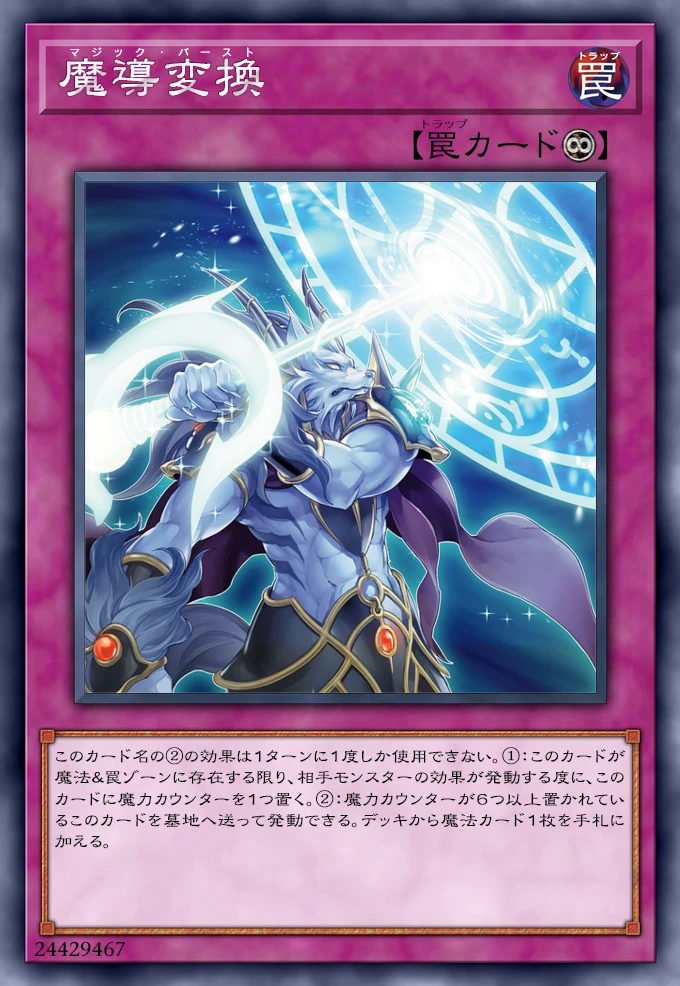 マジック・バースト
魔導変換
トラップ
罠
トラップ
【罠カード】
このカード名の②の効果は1ターンに1度しか使用できない。①:このカードが
魔法&罠ゾーンに存在する限り、相手モンスターの効果が発動する度に、この
カードに魔力カウンターを1つ置く。②:魔力カウンターが6つ以上置かれてい
るこのカードを墓地へ送って発動できる。デッキから魔法カード1枚を手札に
加える。
24429467